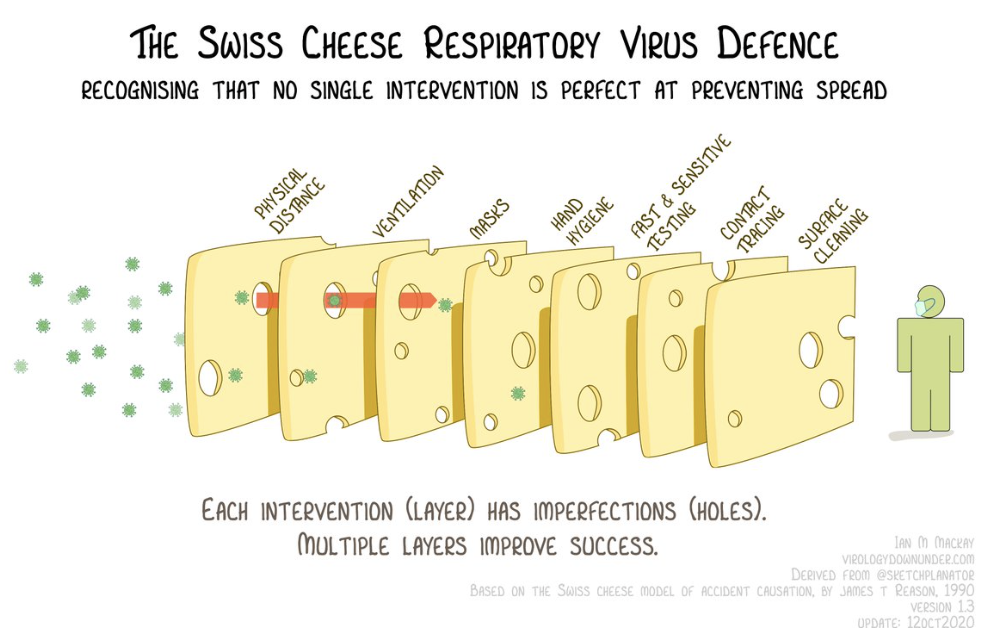 The Swiss Cheese Respiratory Virus Defence
recognising that no single intervention is perfect at preventing spread
Physical
distance
Ventilation
Masks
Hand
hygiene
Fast & sensitive
testing
Contact
tracing
Surface
cleaning
Each intervention (layer) has imperfections (holes).
Multiple layers improve success.
Ian M Mackay
virologydownunder.com
Derived from @sketchplanator
Based on the Swiss cheese model of accident causation, by James T Reason, 1990
version 1.3
update: 12oct2020